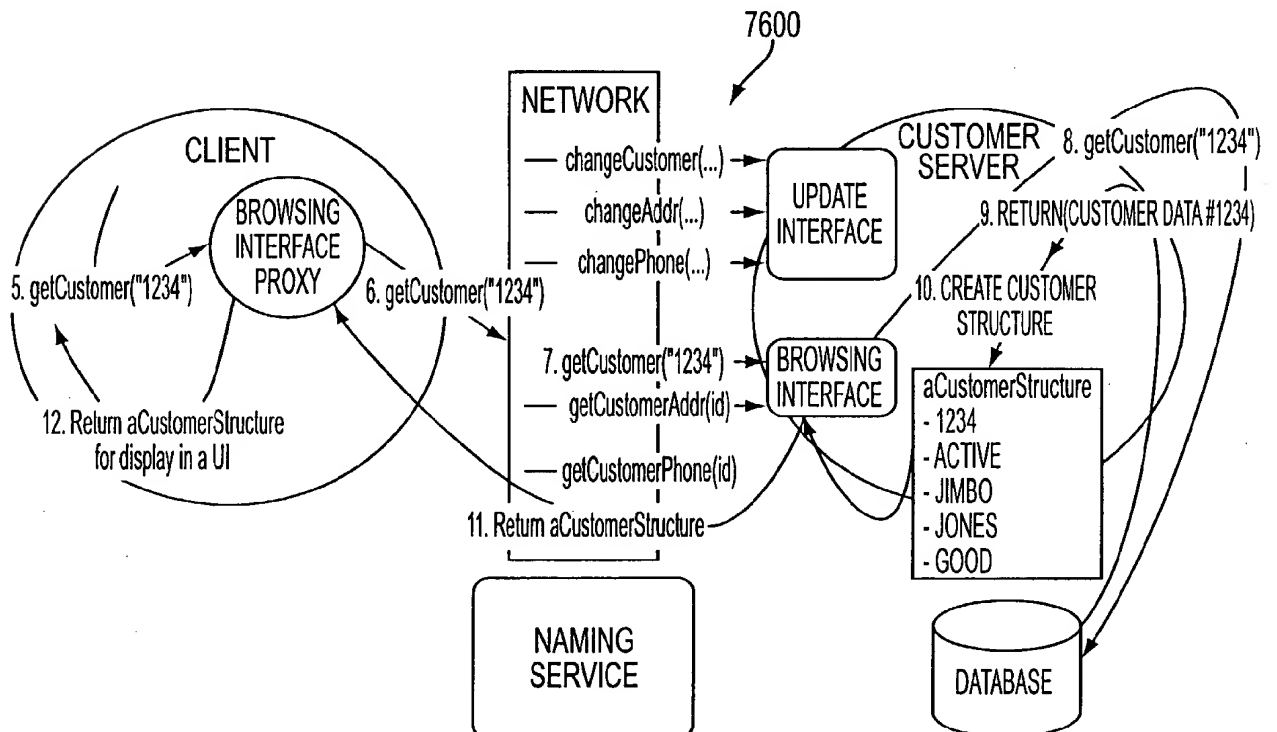 7600
NETWORK
CLIENT
CUSTOMER
SERVER
8. getCustomer("1234")
changeCustomer(...)
UPDATE
INTERFACE
9. RETURN(CUSTOMER DATA #1234)
BROWSING
INTERFACE
PROXY
changeAddr(...)
changePhone(...)
5. getCustomer("1234")
6. getCustomer("1234")
10. CREATE CUSTOMER
STRUCTURE
7. getCustomer("1234")
BROWSING
INTERFACE
getCustomerAddr(id)
aCustomerStructure
- 1234
- ACTIVE
- JIMBO
- JONES
- GOOD
12. Return aCustomerStructure
for display in a UI
getCustomerPhone(id)
11. Return aCustomerStructure
NAMING
SERVICE
DATABASE